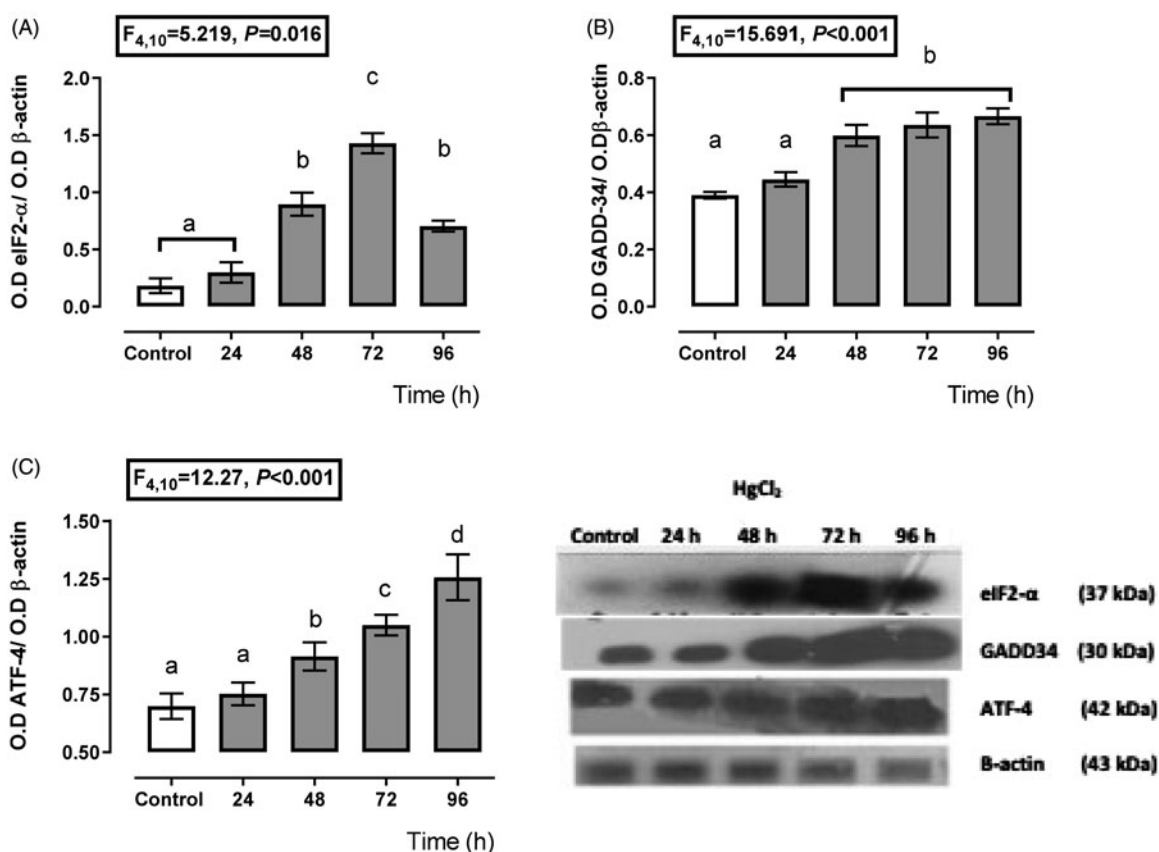 (A)
F4,10=5.219, P=0.016
O.D eIF2-α/ O.D β-actin
2.0
1.5
1.0
0.5
0.0
a
b
c
b
Control 24 48 72 96
Time (h)
(B)
F4,10=15.691, P<0.001
O.D GADD-34/ O.Dβ-actin
0.8
0.6
0.4
0.2
0.0
a
a
b
Control 24 48 72 96
Time (h)
(C)
F4,10=12.27, P<0.001
O.D ATF-4/ O.D β-actin
1.50
1.25
1.00
0.75
0.50
a
a
b
c
d
Control 24 48 72 96
Time (h)
HgCl₂
Control 24 h 48 h 72 h 96 h
eIF2-α (37 kDa)
GADD34 (30 kDa)
ATF-4 (42 kDa)
B-actin (43 kDa)